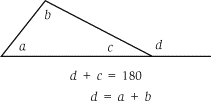 b
a c d
d + c = 180
d = a + b